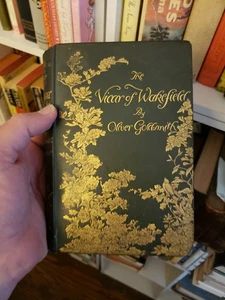 The
Vicar of Wakefield
By
Oliver Goldsmith